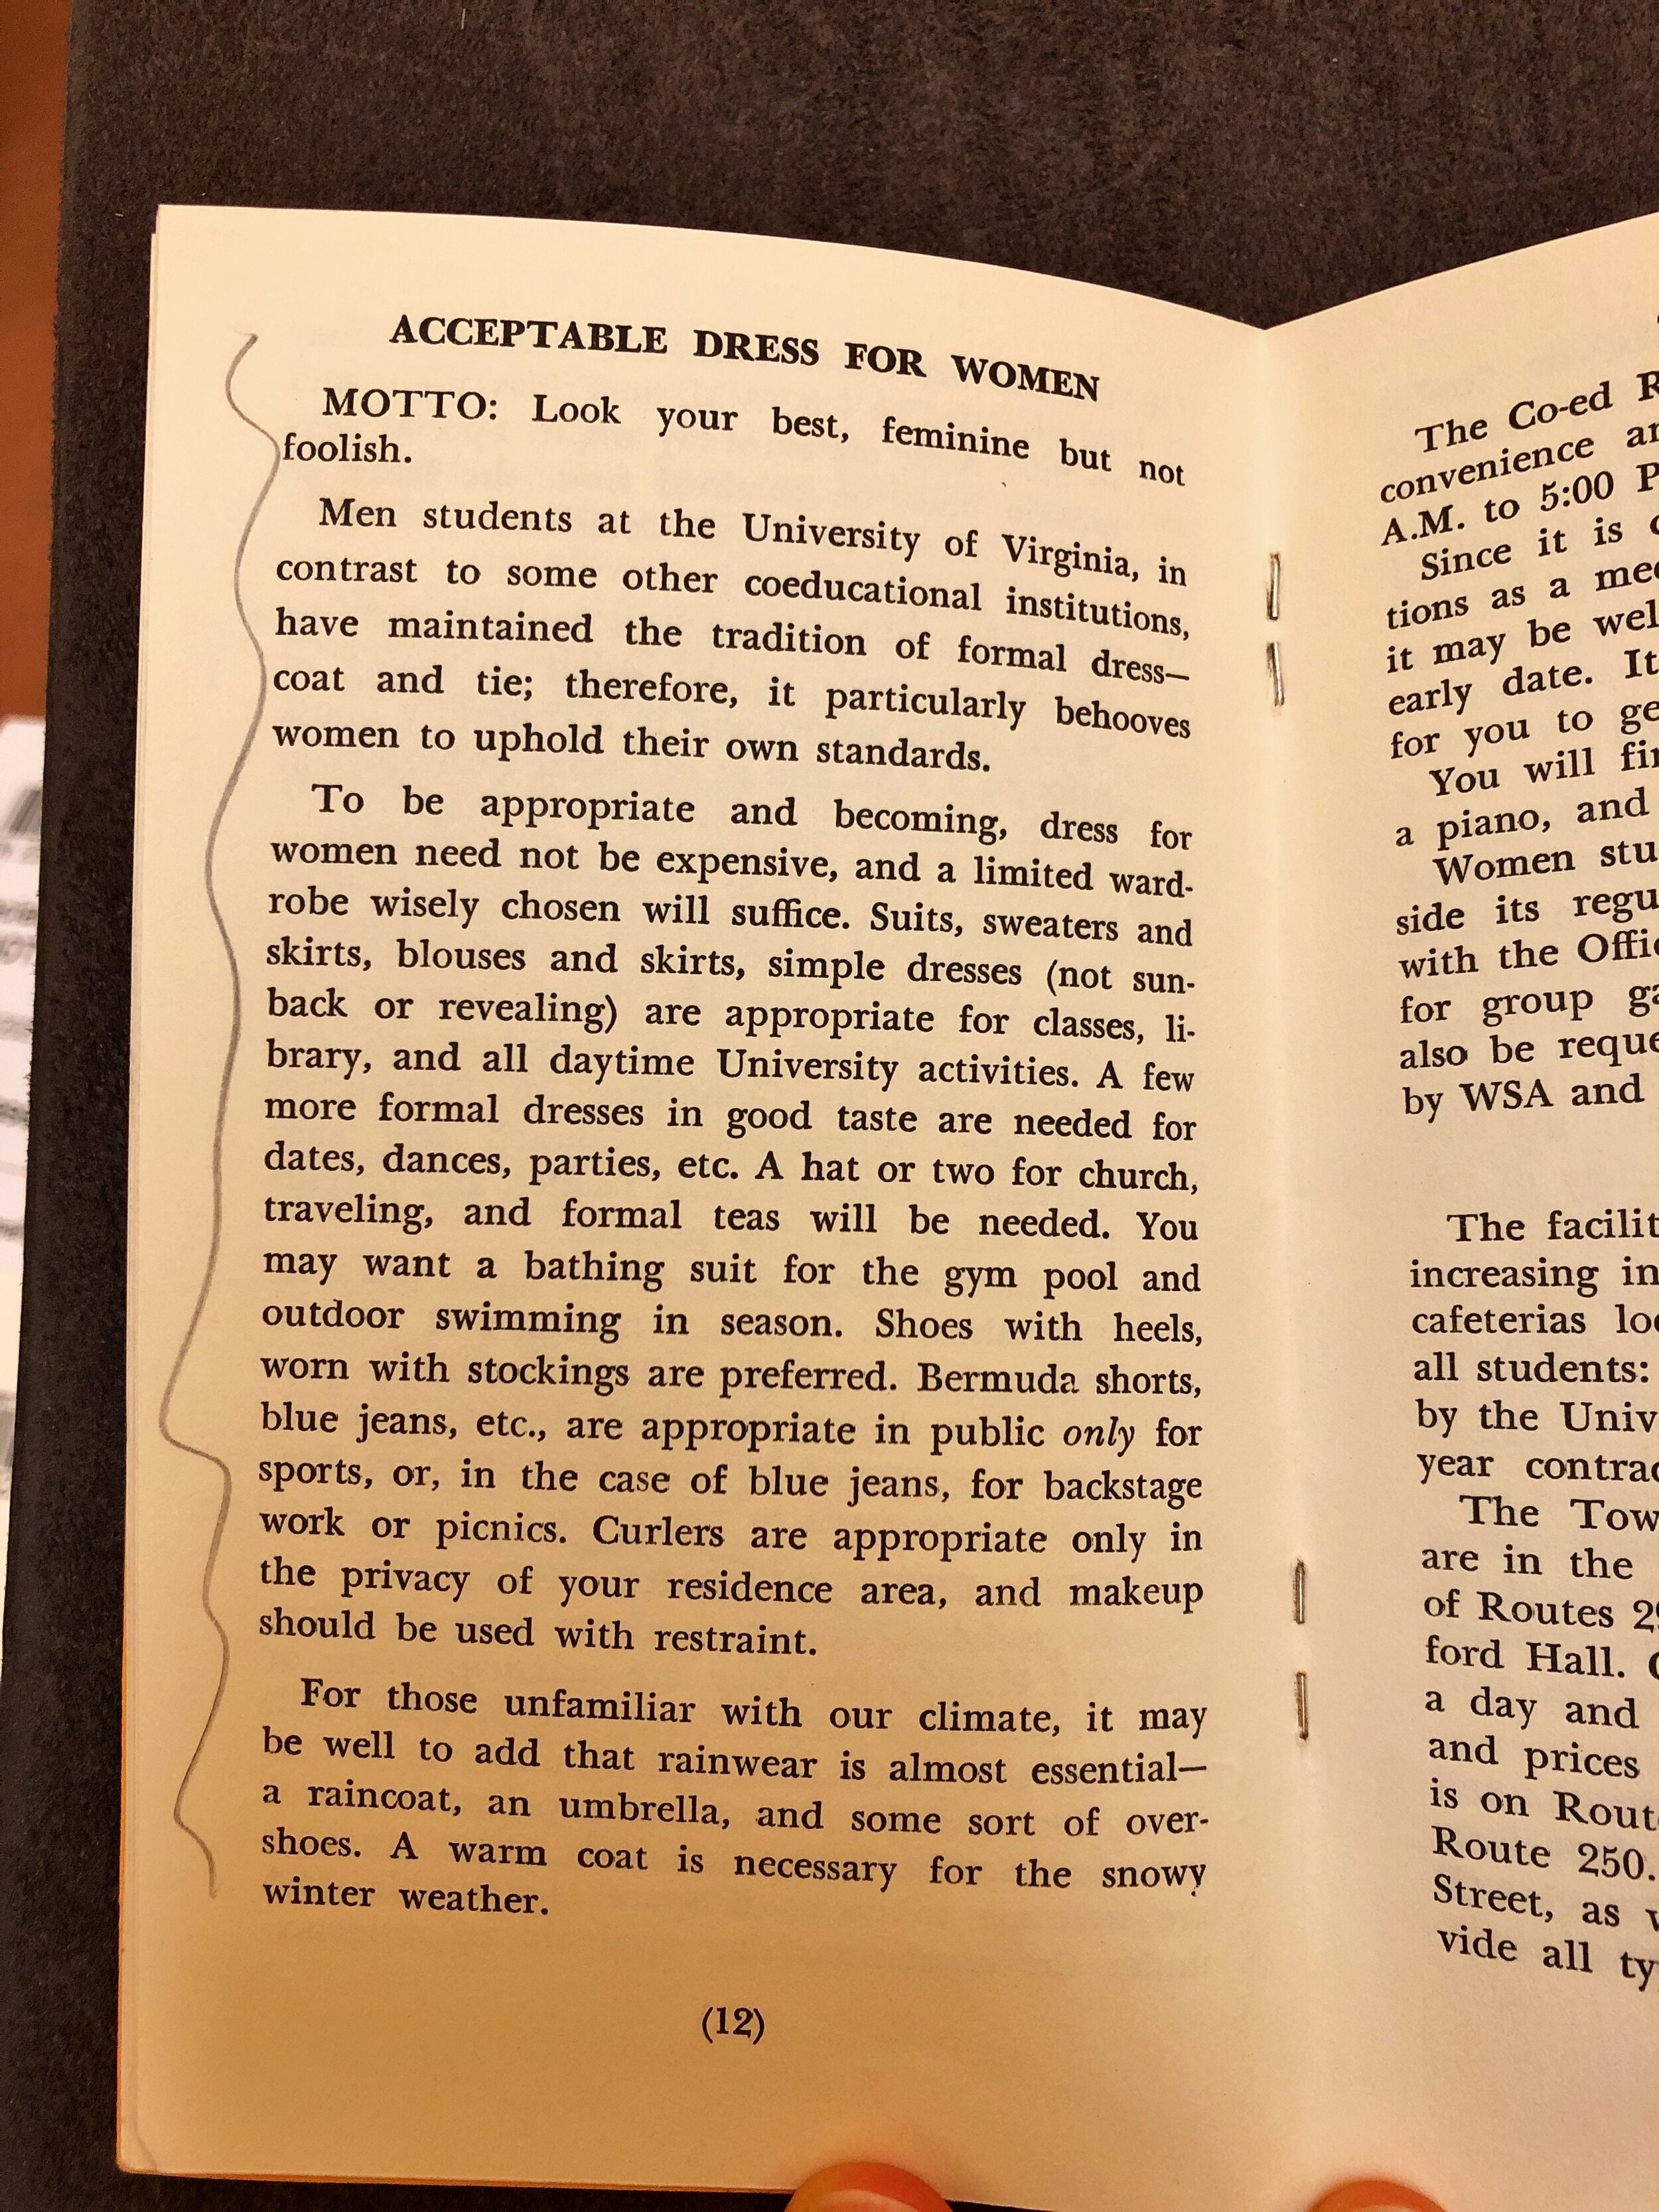 ACCEPTABLE DRESS FOR WOMEN
MOTTO: Look your best, feminine but not
foolish.
Men students at the University of Virginia, in
contrast to some other coeducational institutions,
have maintained the tradition of formal dress—
coat and tie; therefore, it particularly behooves
women to uphold their own standards.
To be appropriate and becoming, dress for
women need not be expensive, and a limited ward-
robe wisely chosen will suffice. Suits, sweaters and
skirts, blouses and skirts, simple dresses (not sun-
back or revealing) are appropriate for classes, li-
brary, and all daytime University activities. A few
more formal dresses in good taste are needed for
dates, dances, parties, etc. A hat or two for church,
traveling, and formal teas will be needed. You
may want a bathing suit for the gym pool and
outdoor swimming in season. Shoes with heels,
worn with stockings are preferred. Bermuda shorts,
blue jeans, etc., are appropriate in public only for
sports, or, in the case of blue jeans, for backstage
work or picnics. Curlers are appropriate only in
the privacy of your residence area, and makeup
should be used with restraint.
For those unfamiliar with our climate, it may
be well to add that rainwear is almost essential—
a raincoat, an umbrella, and some sort of over-
shoes. A warm coat is necessary for the snowy
winter weather.
(12)
The Co-ed
convenience
A.M. to 5:00
Since it is
tions as a
it may be
early date. It
for you to
You will
a piano, and
Women
side its
with the
for group
also be
by WSA and
The
increasing in
cafeterias
all students:
by the
year
The
are in the
of Routes
ford Hall.
a day and
and prices
is on
Route 250.
Street, as
vide all